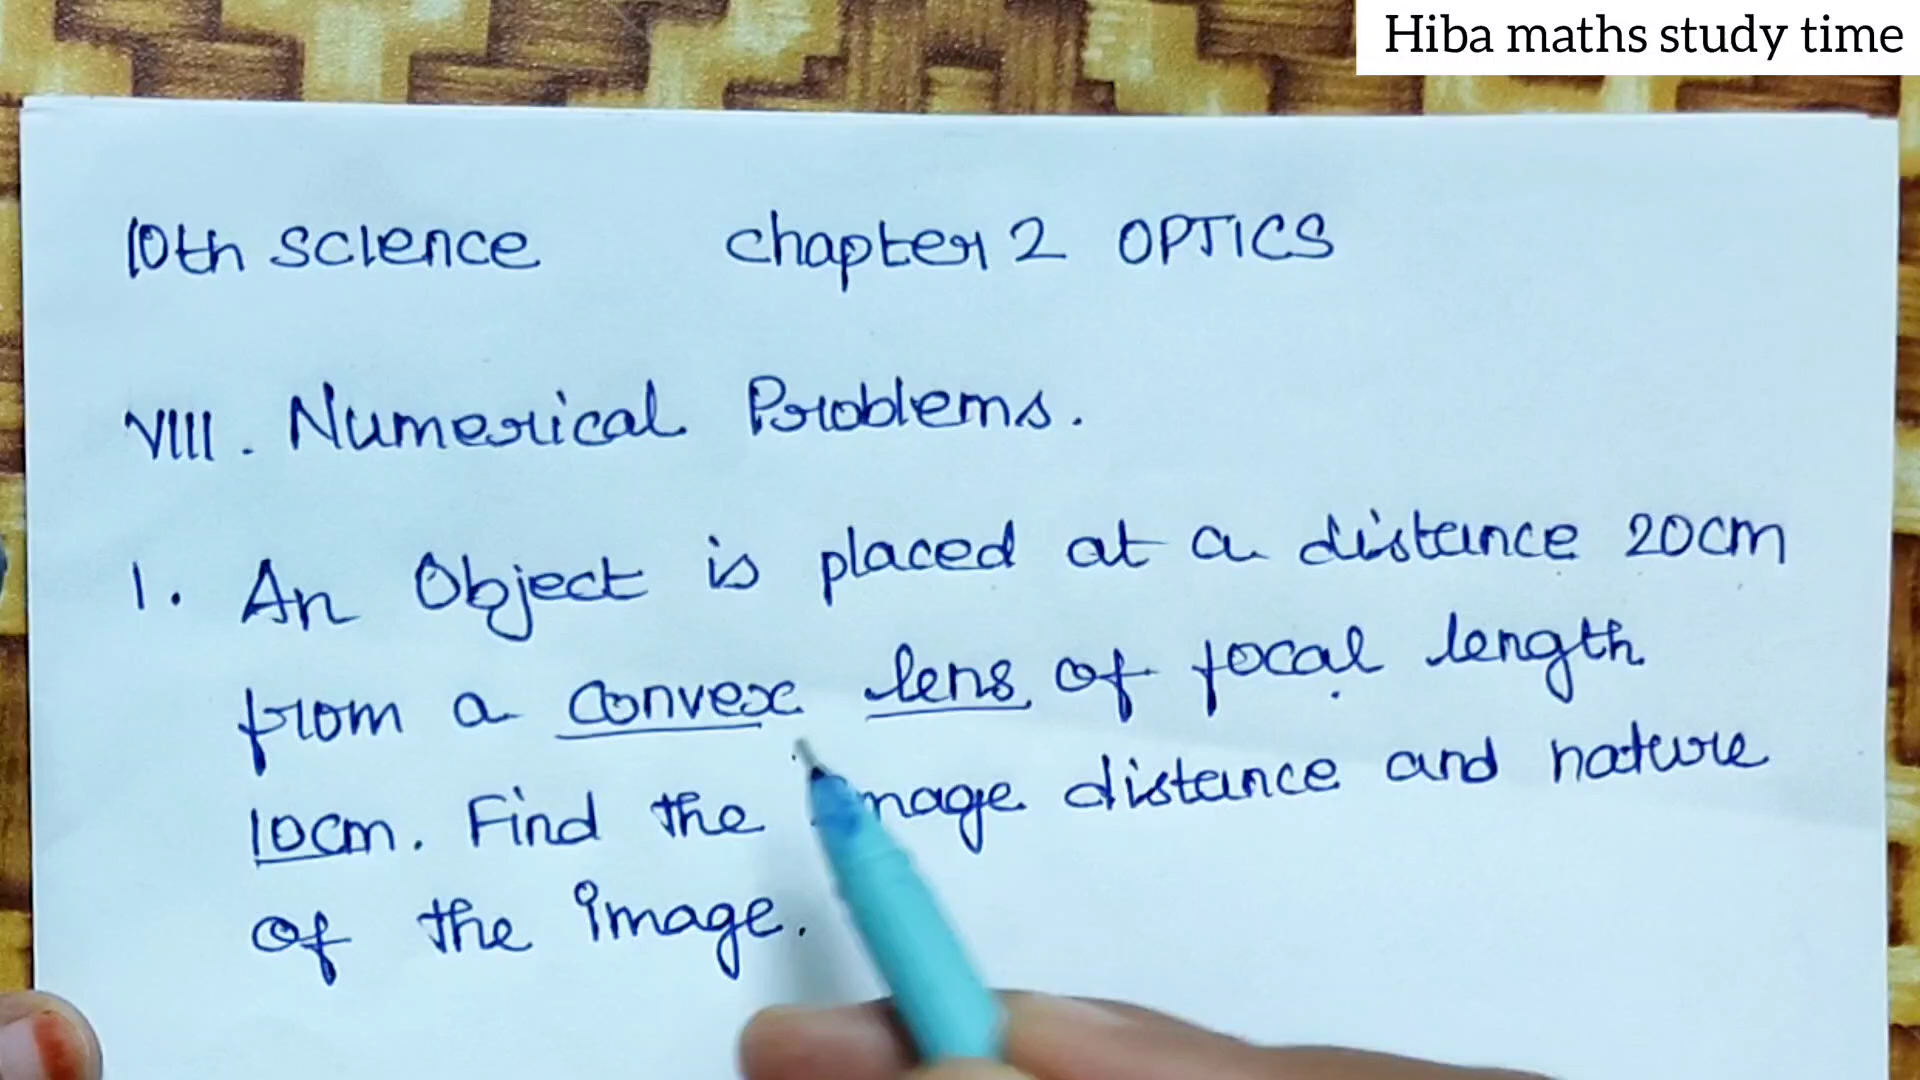 Hiba maths study time
10th science chapter 2 OPTICS
VIII. Numerical Problems.
1. An Object is placed at a distance 20cm
from a convex lens of focal length
10cm. Find the image distance and nature
of the image.